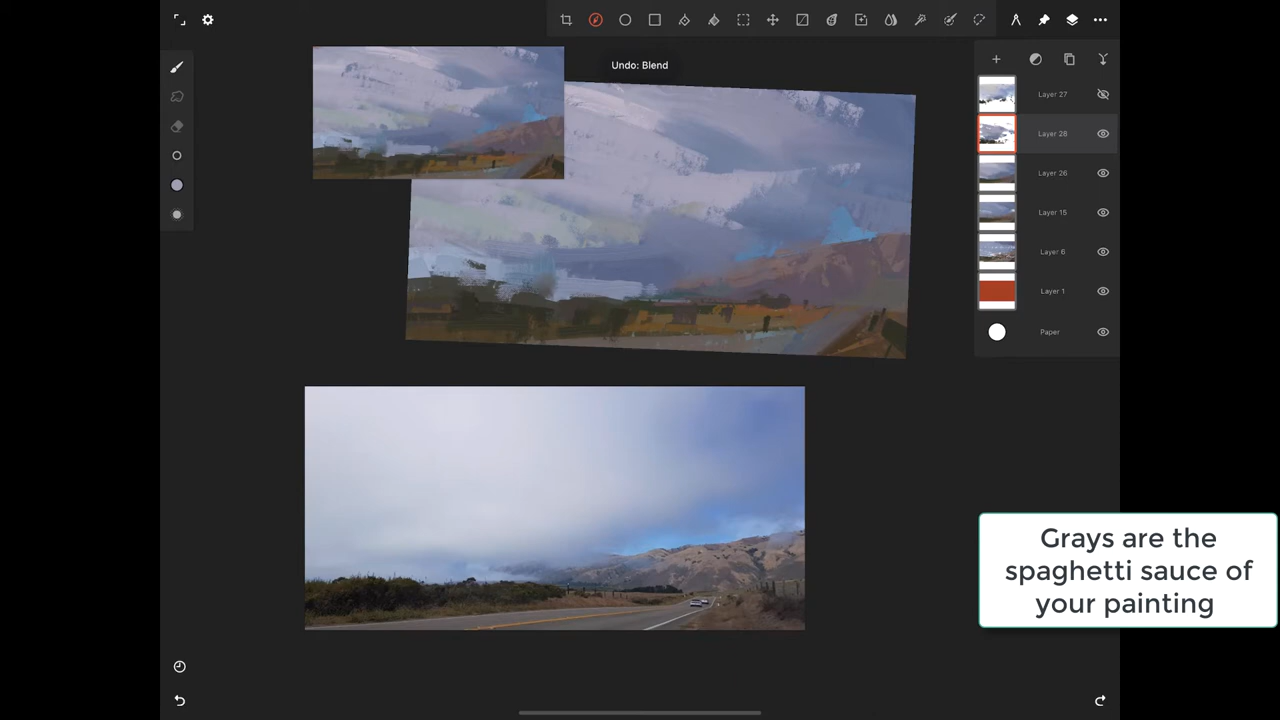 Undo: Blend
Layer 27
Layer 28
Layer 26
Layer 15
Layer 6
Layer 1
Paper
Grays are the
spaghetti sauce of
your painting